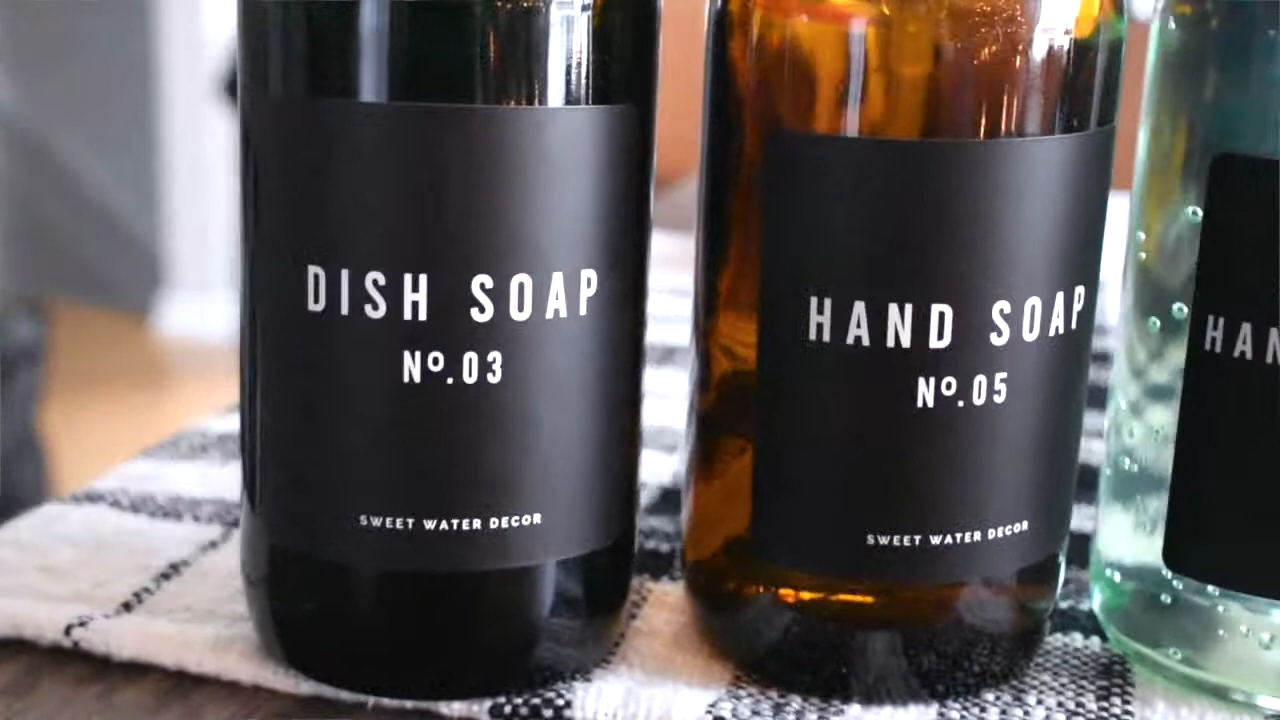 DISH SOAP
Nº.03
SWEET WATER DECOR
HAND SOAP
Nº.05
SWEET WATER DECOR